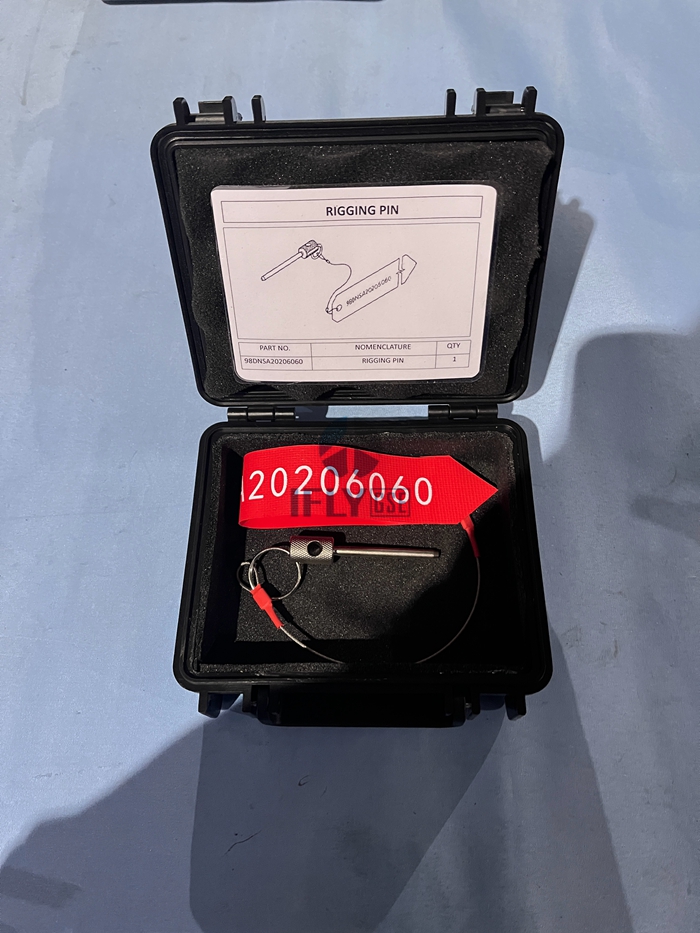 RIGGING PIN
98DNSA20206060
PART NO. NOMENCLATURE QTY
98DNSA20206060 RIGGING PIN 1
A20206060
IFLY GSE